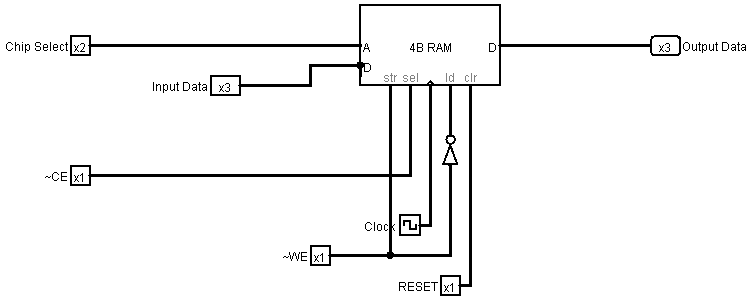 Chip Select x2
A 4B RAM D
x3 Output Data
D
Input Data x3
str sel ld clr
~CE x1
Clock
~WE x1
RESET x1